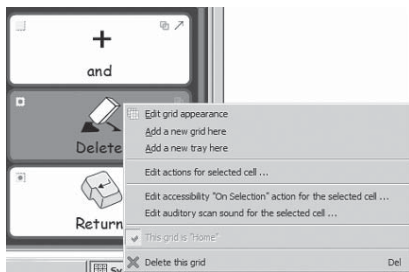 and
Delete
Return
Edit grid appearance
Add a new grid here
Add a new tray here
Edit actions for selected cell ...
Edit accessibility "On Selection" action for the selected cell ...
Edit auditory scan sound for the selected cell ...
This grid is "Home"
Delete this grid Del